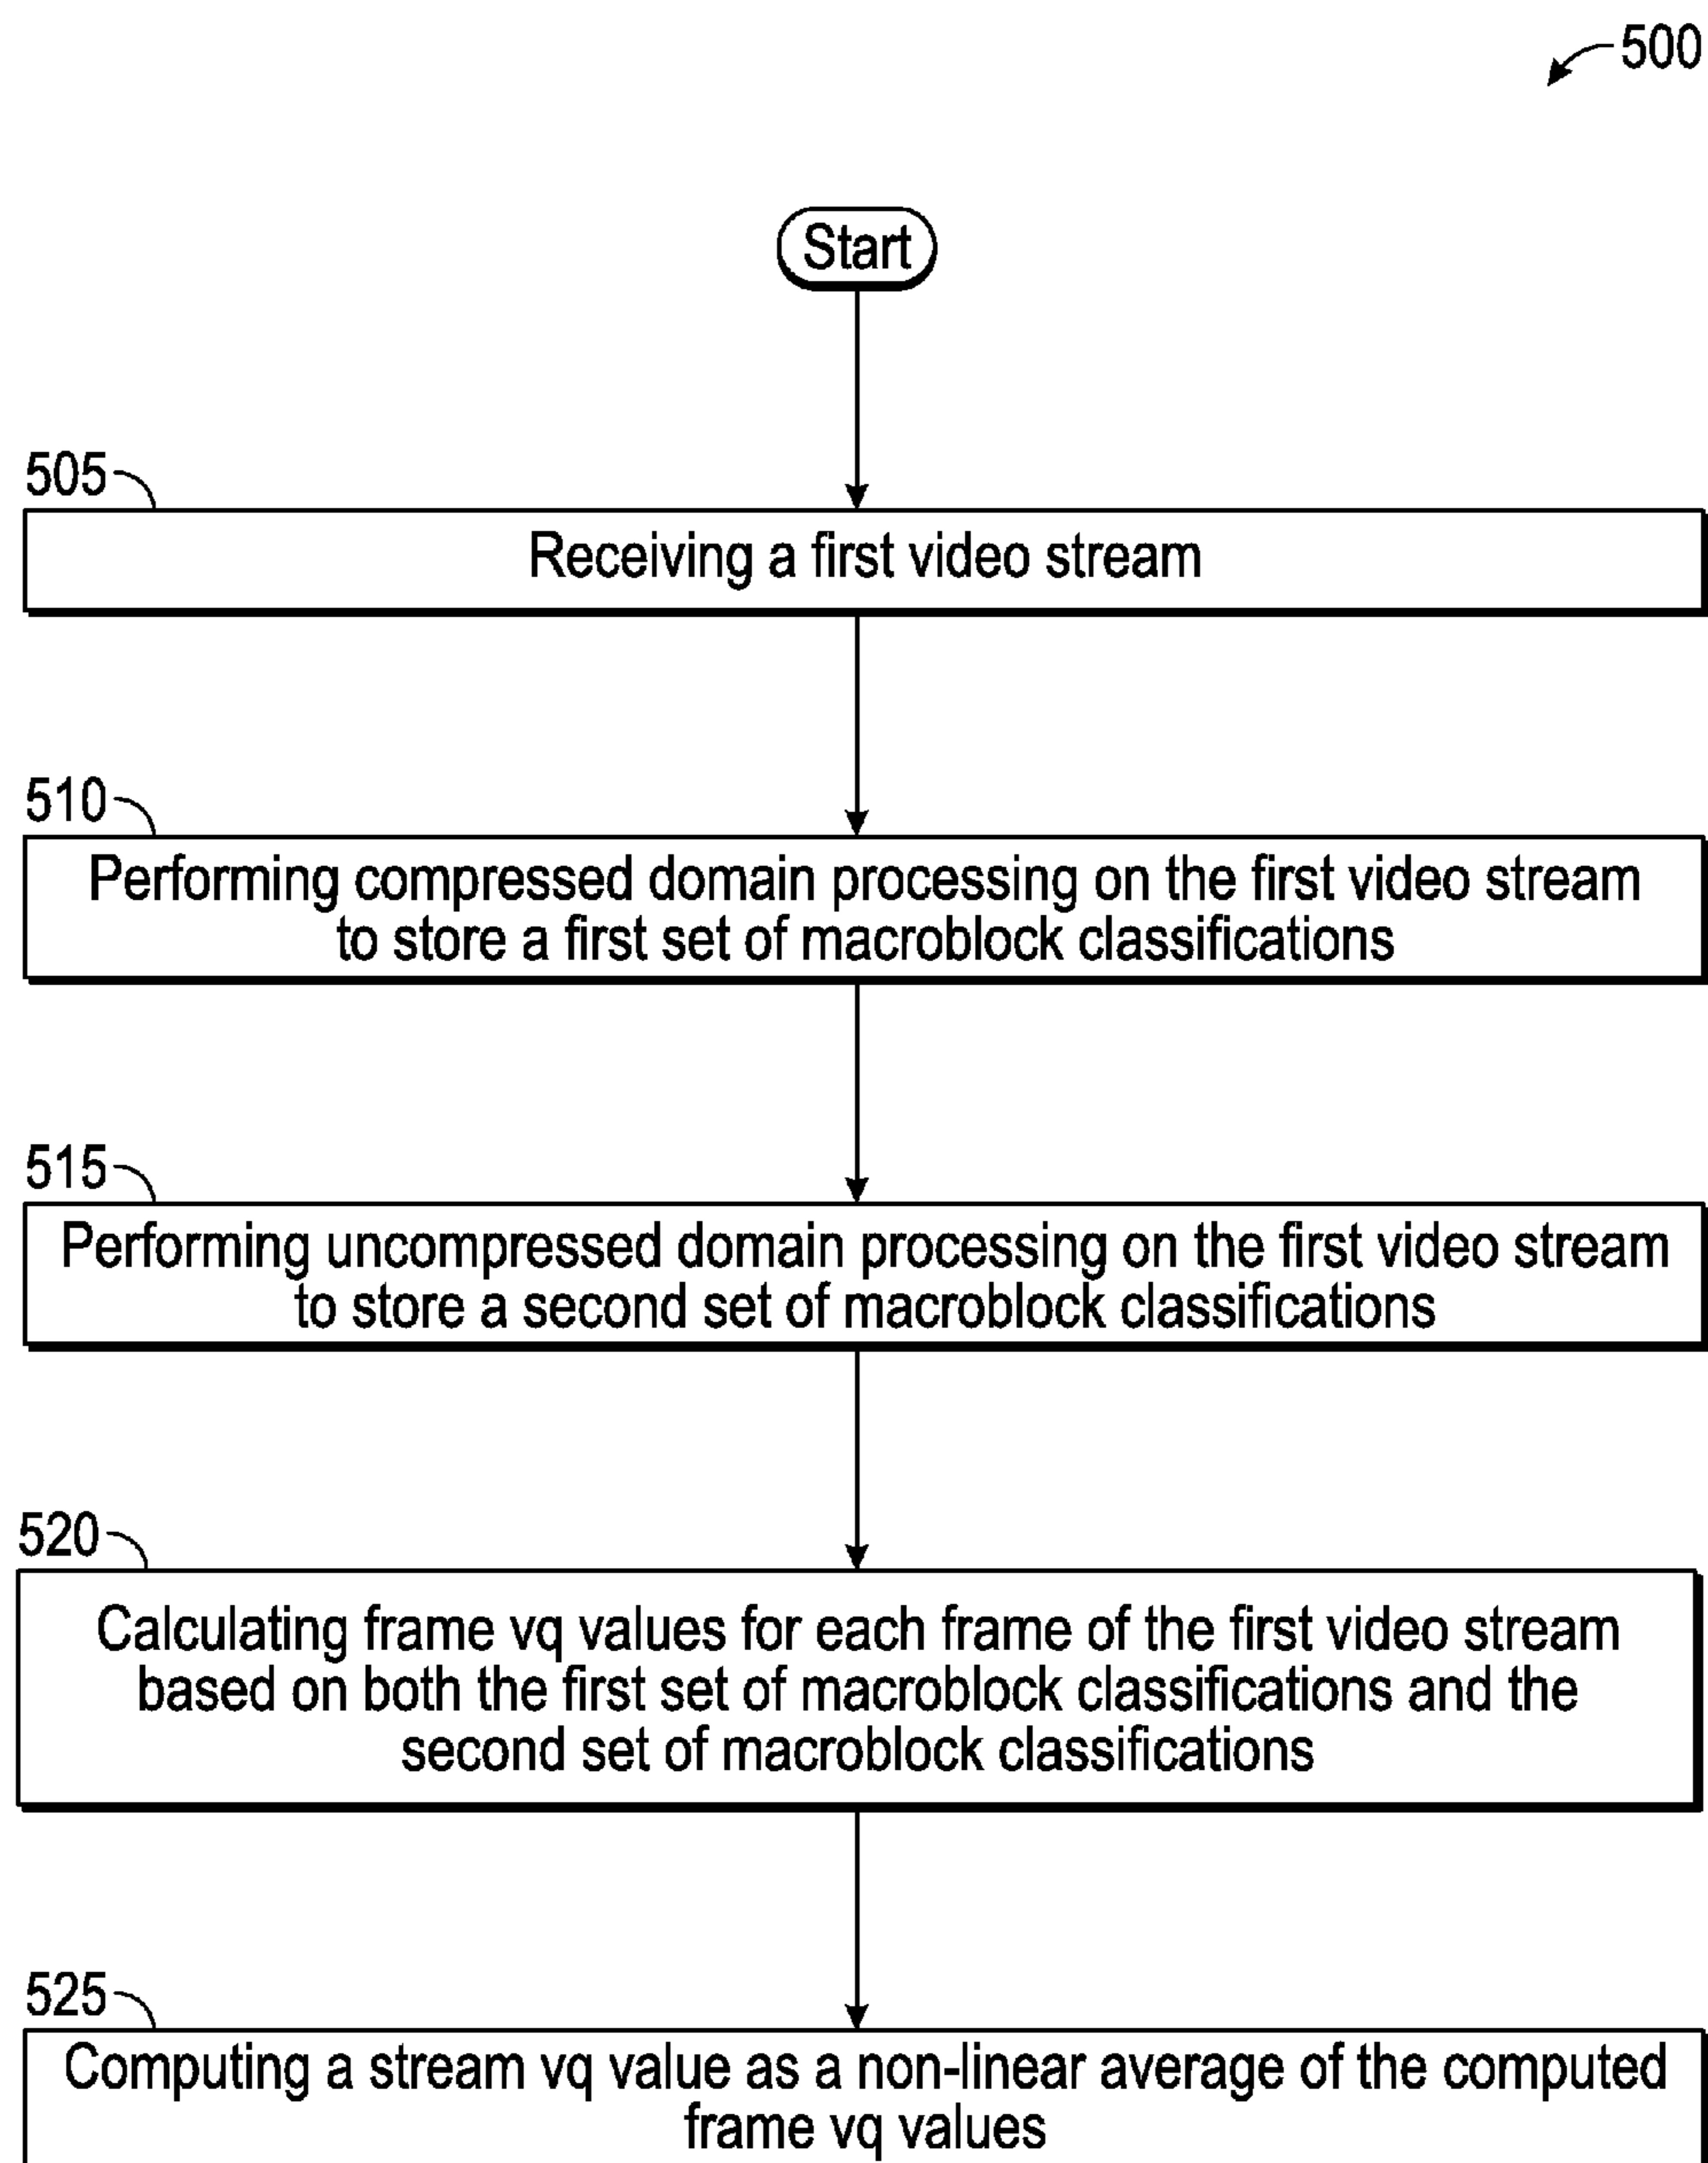 500
Start
505
Receiving a first video stream
510
Performing compressed domain processing on the first video stream
to store a first set of macroblock classifications
515
Performing uncompressed domain processing on the first video stream
to store a second set of macroblock classifications
520
Calculating frame vq values for each frame of the first video stream
based on both the first set of macroblock classifications and the
second set of macroblock classifications
525
Computing a stream vq value as a non-linear average of the computed
frame vq values